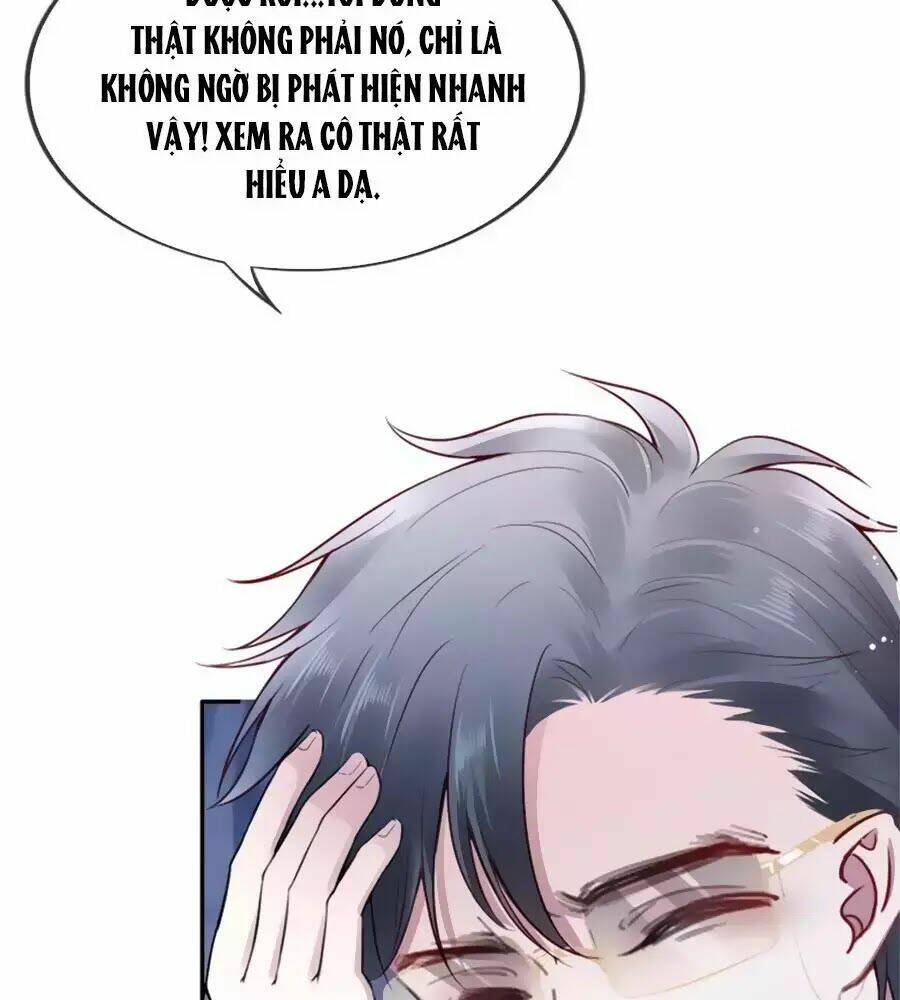 THẬT KHÔNG PHẢI NÓ, CHỈ LÀ
KHÔNG NGỜ BỊ PHÁT HIỆN NHANH
VẬY! XEM RA CÔ THẬT RẤT
HIỂU A DẠ.